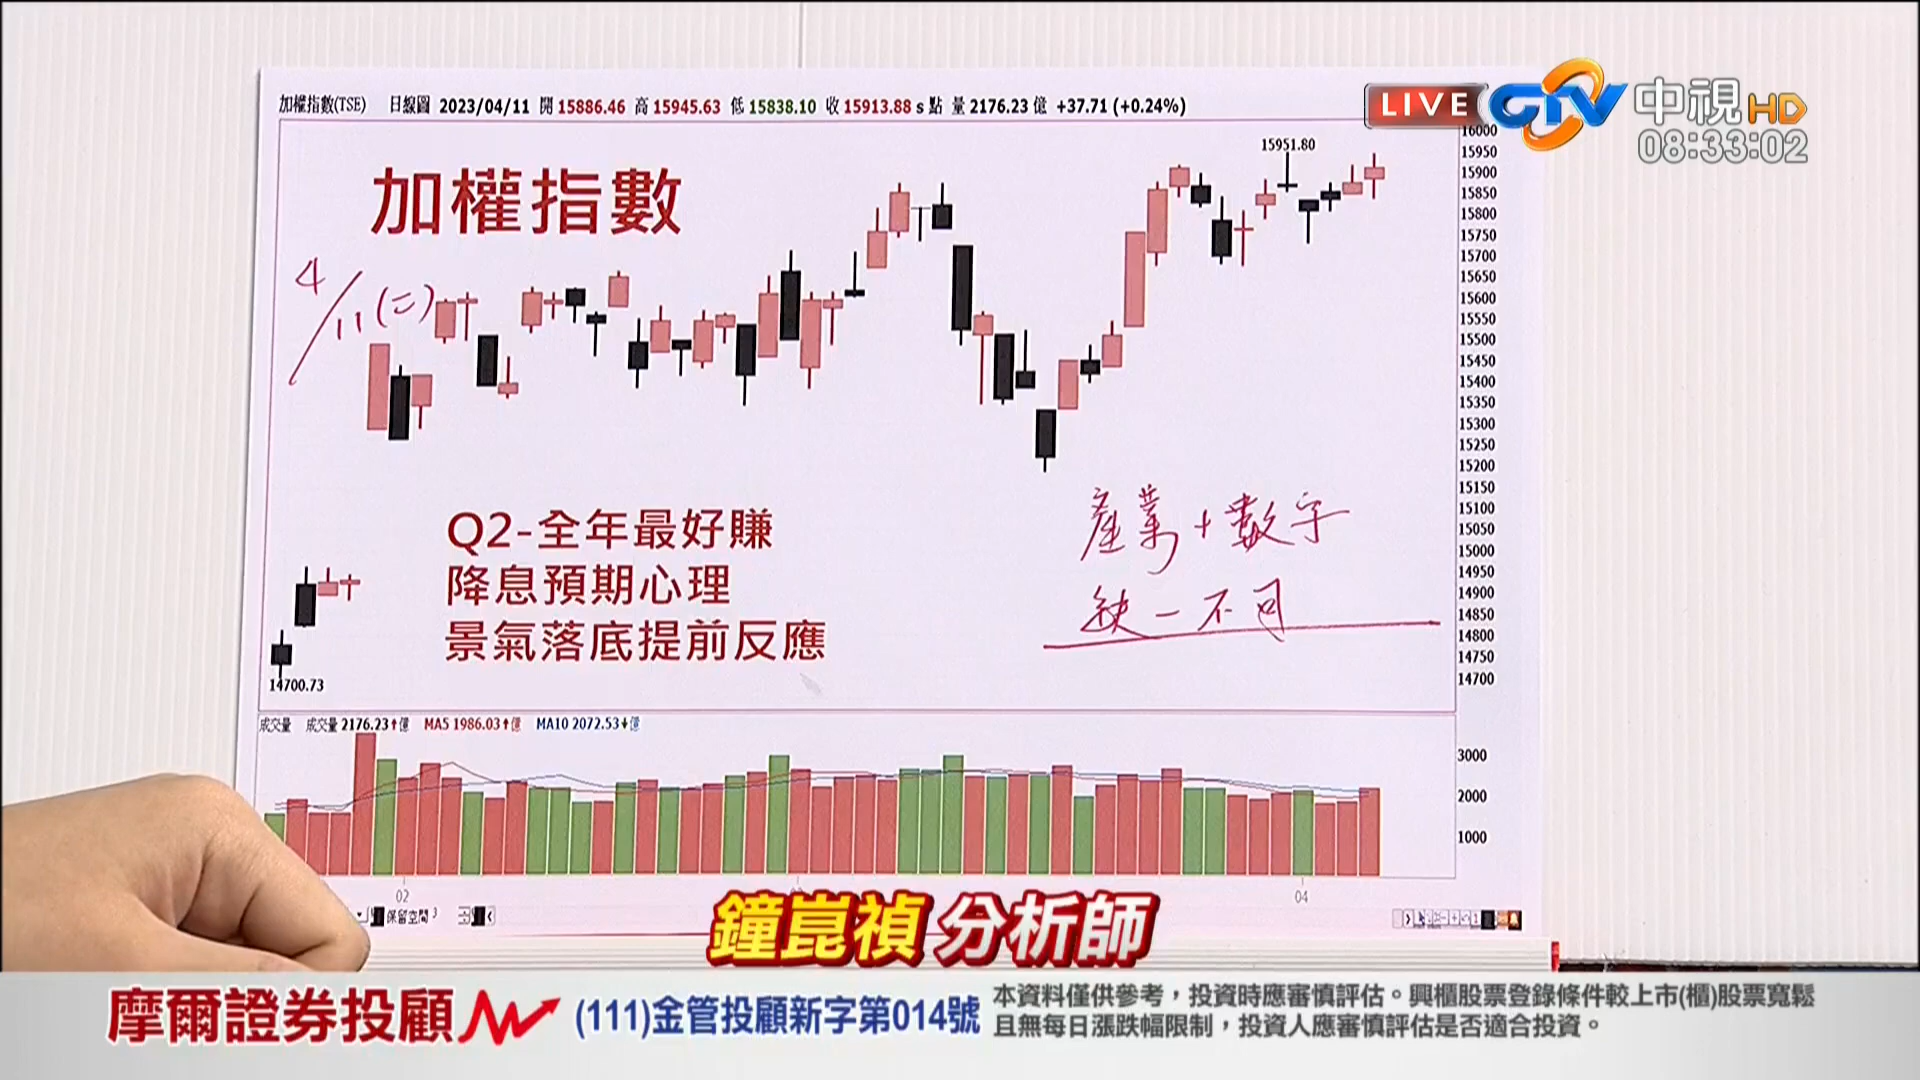 加權指數(TSE) 日線圖 2023/04/11 開 15886.46 高 15945.63 低 15838.10 收 15913.88 s 點 量 2176.23 億 +37.71 (+0.24%)
LIVE CTV 中視 HD
08:33:02
加權指數
4/11(二)
15951.80
16000
15950
15900
15850
15800
15750
15700
15650
15600
15550
15500
15450
15400
15350
15300
15250
15200
15150
15100
15050
15000
14950
14900
14850
14800
14750
14700
Q2-全年最好賺
降息預期心理
景氣落底提前反應
產業+數字
缺一不可
14700.73
成交量 成交量 2176.23↑億 MA5 1986.03↑億 MA10 2072.53↓億
3000
2000
1000
02
04
保留空間 3
鐘崑禎 分析師
摩爾證券投顧 (111)金管投顧新字第014號
本資料僅供參考，投資時應審慎評估。興櫃股票登錄條件較上市(櫃)股票寬鬆
且無每日漲跌幅限制，投資人應審慎評估是否適合投資。